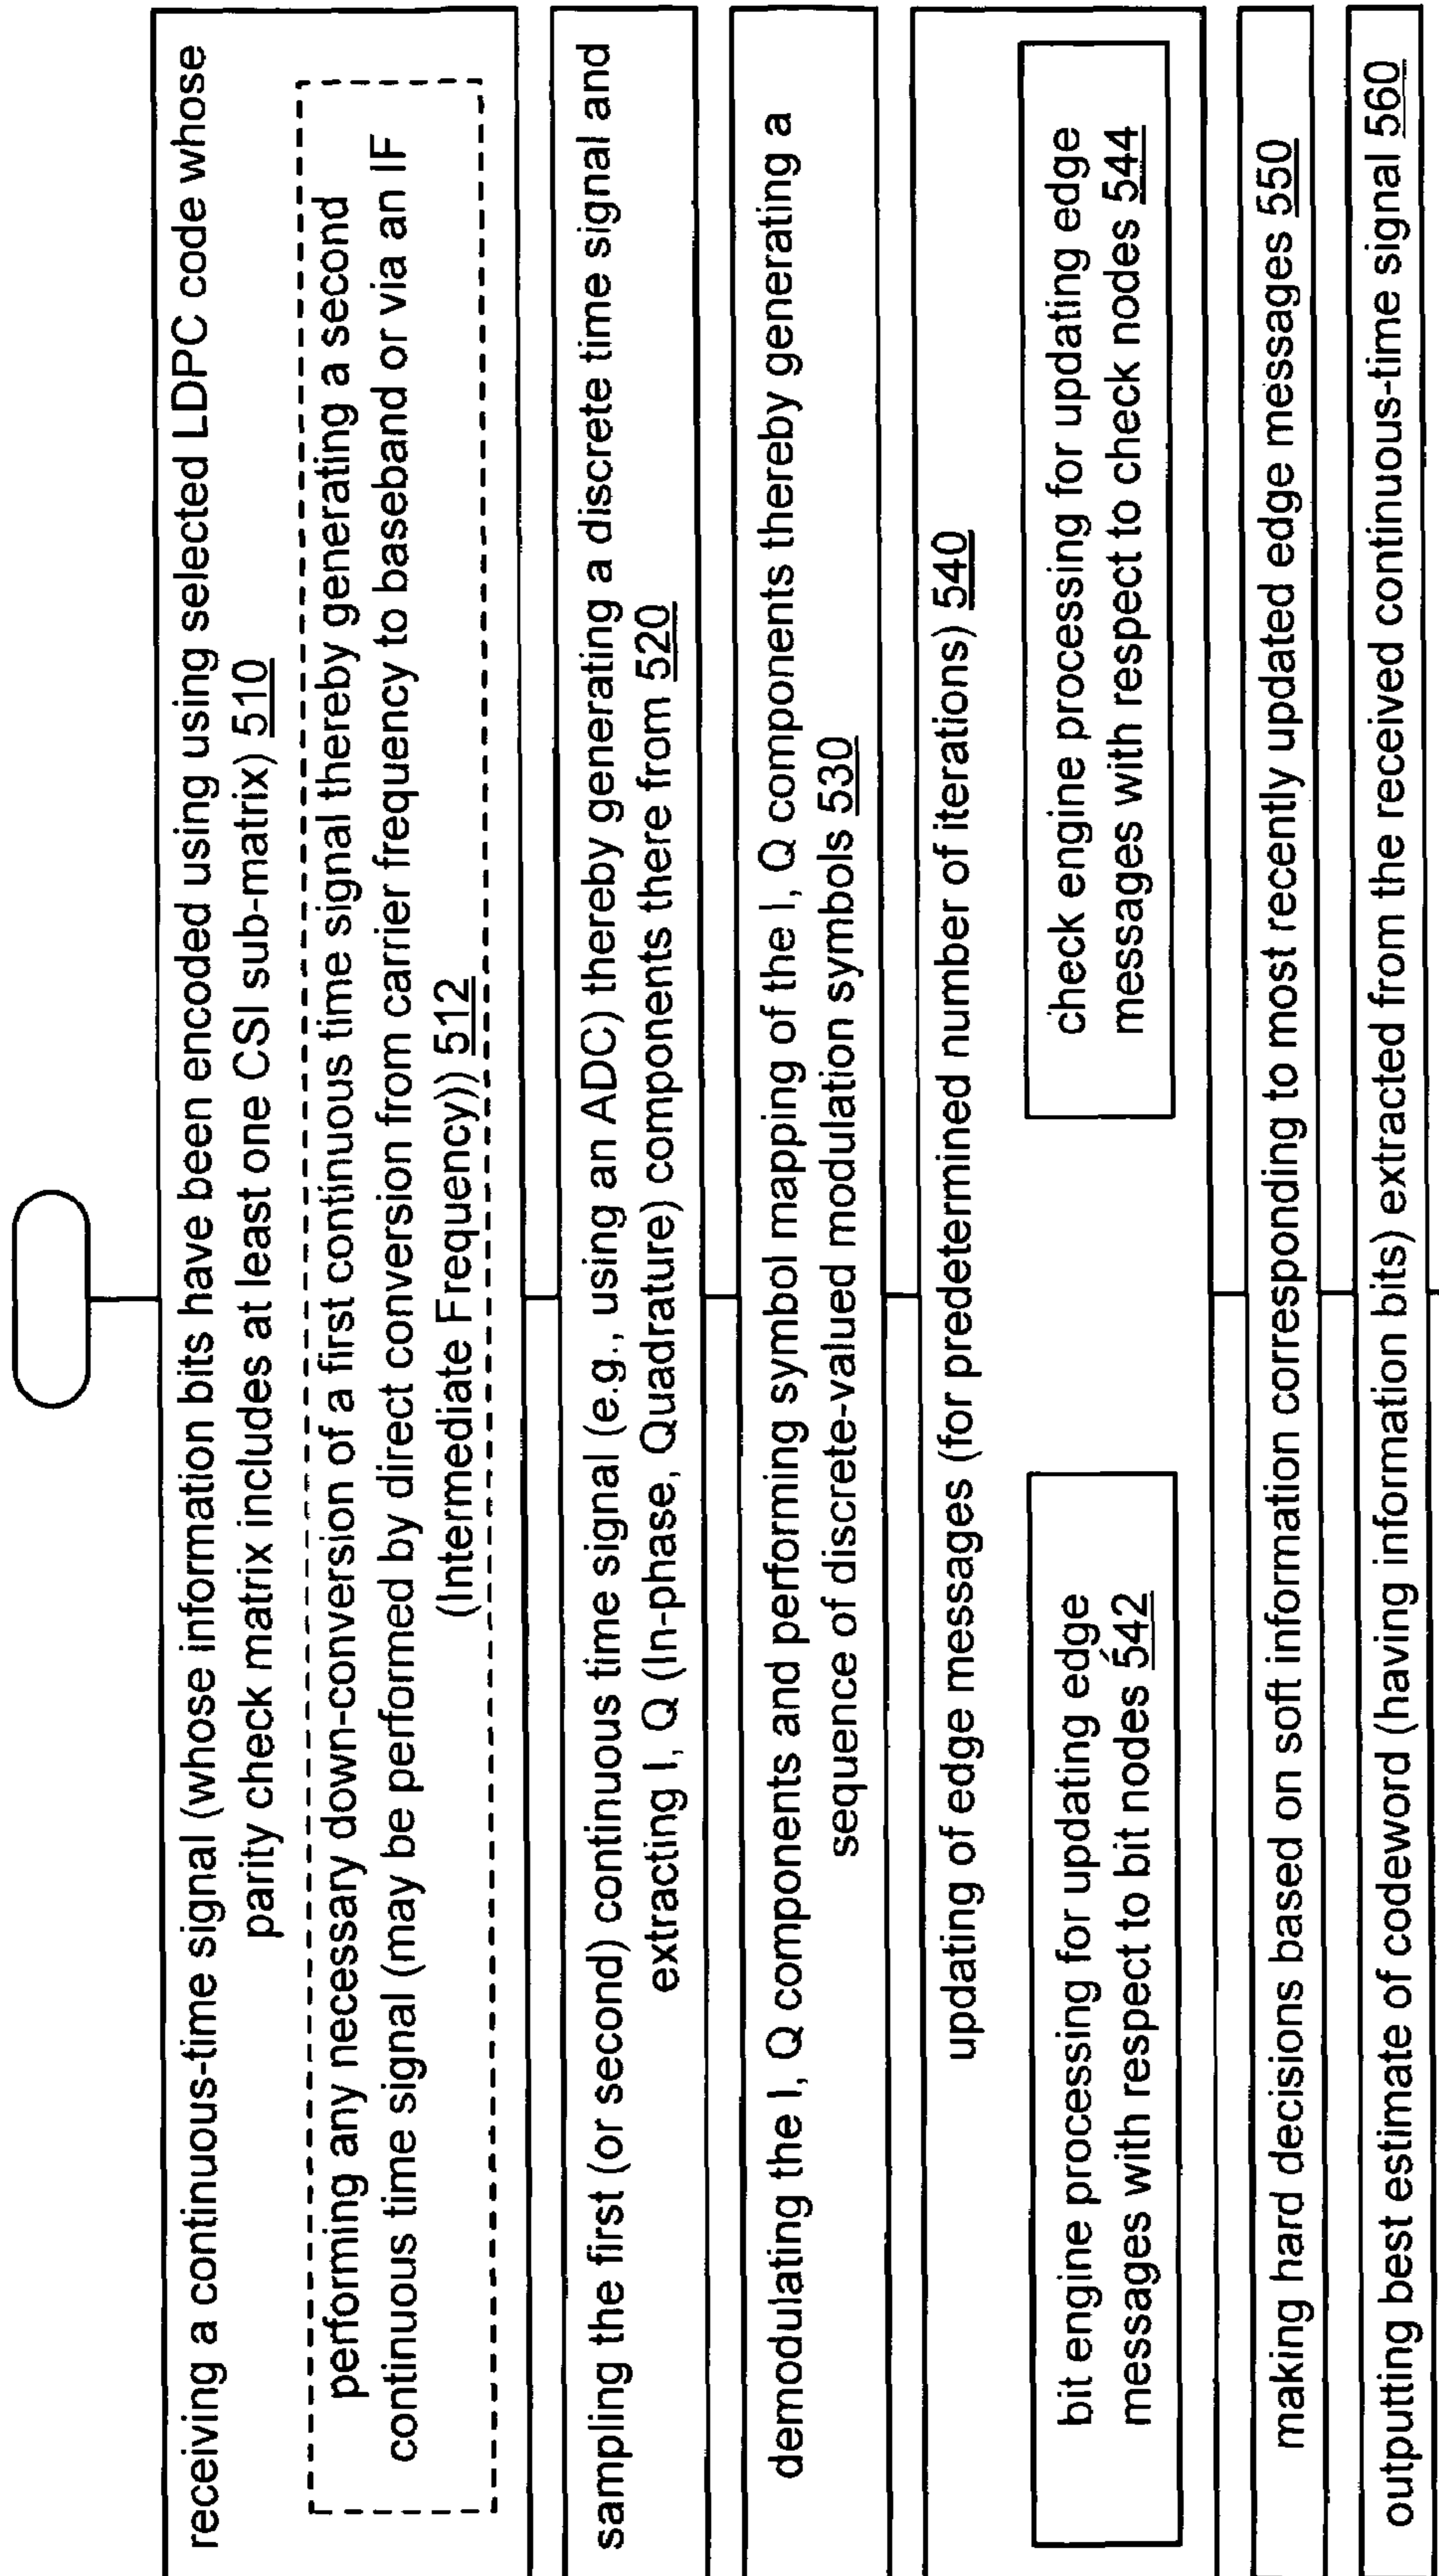 receiving a continuous-time signal (whose information bits have been encoded using using selected LDPC code whose
parity check matrix includes at least one CSI sub-matrix) 510
performing any necessary down-conversion of a first continuous time signal thereby generating a second
continuous time signal (may be performed by direct conversion from carrier frequency to baseband or via an IF
(Intermediate Frequency)) 512
sampling the first (or second) continuous time signal (e.g., using an ADC) thereby generating a discrete time signal and
extracting I, Q (In-phase, Quadrature) components there from 520
demodulating the I, Q components and performing symbol mapping of the I, Q components thereby generating a
sequence of discrete-valued modulation symbols 530
updating of edge messages (for predetermined number of iterations) 540
bit engine processing for updating edge
messages with respect to bit nodes 542
check engine processing for updating edge
messages with respect to check nodes 544
making hard decisions based on soft information corresponding to most recently updated edge messages 550
outputting best estimate of codeword (having information bits) extracted from the received continuous-time signal 560